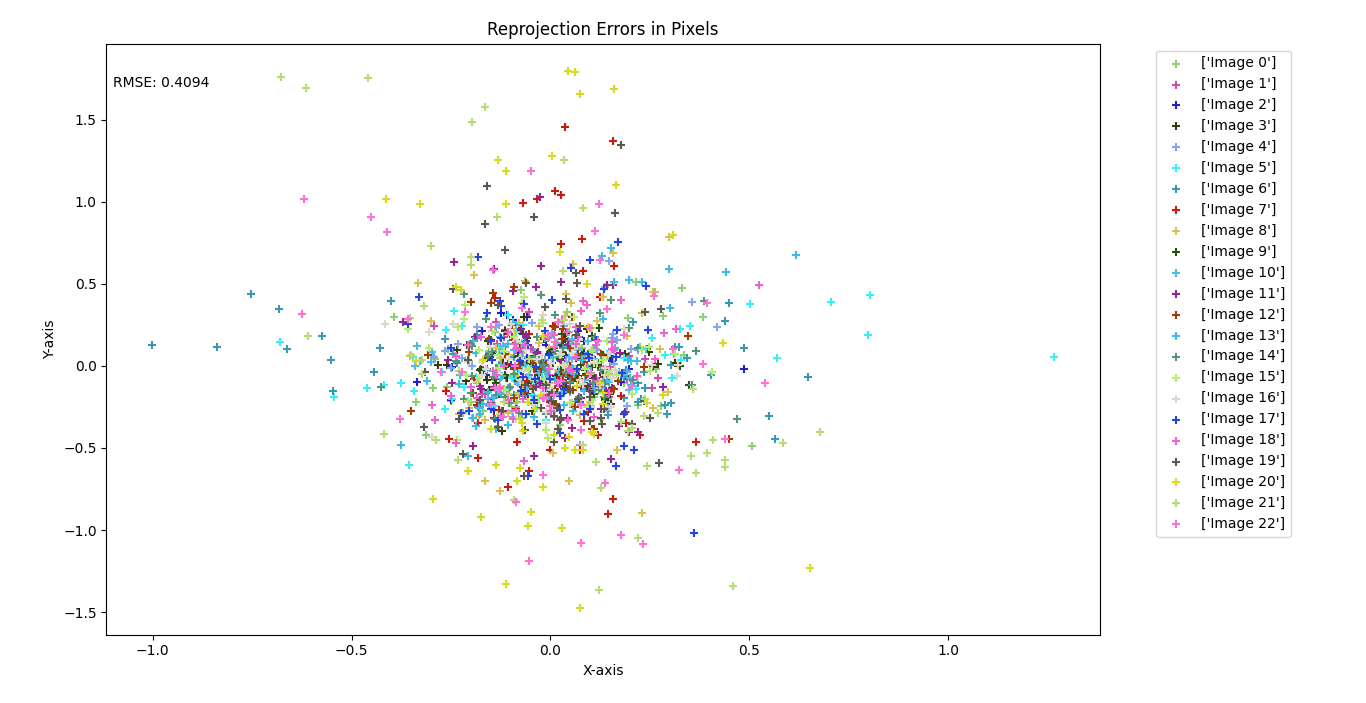 Reprojection Errors in Pixels
RMSE: 0.4094
1.5
1.0
0.5
0.0
−0.5
−1.0
−1.5
Y-axis
−1.0
−0.5
0.0
0.5
1.0
X-axis
['Image 0']
['Image 1']
['Image 2']
['Image 3']
['Image 4']
['Image 5']
['Image 6']
['Image 7']
['Image 8']
['Image 9']
['Image 10']
['Image 11']
['Image 12']
['Image 13']
['Image 14']
['Image 15']
['Image 16']
['Image 17']
['Image 18']
['Image 19']
['Image 20']
['Image 21']
['Image 22']